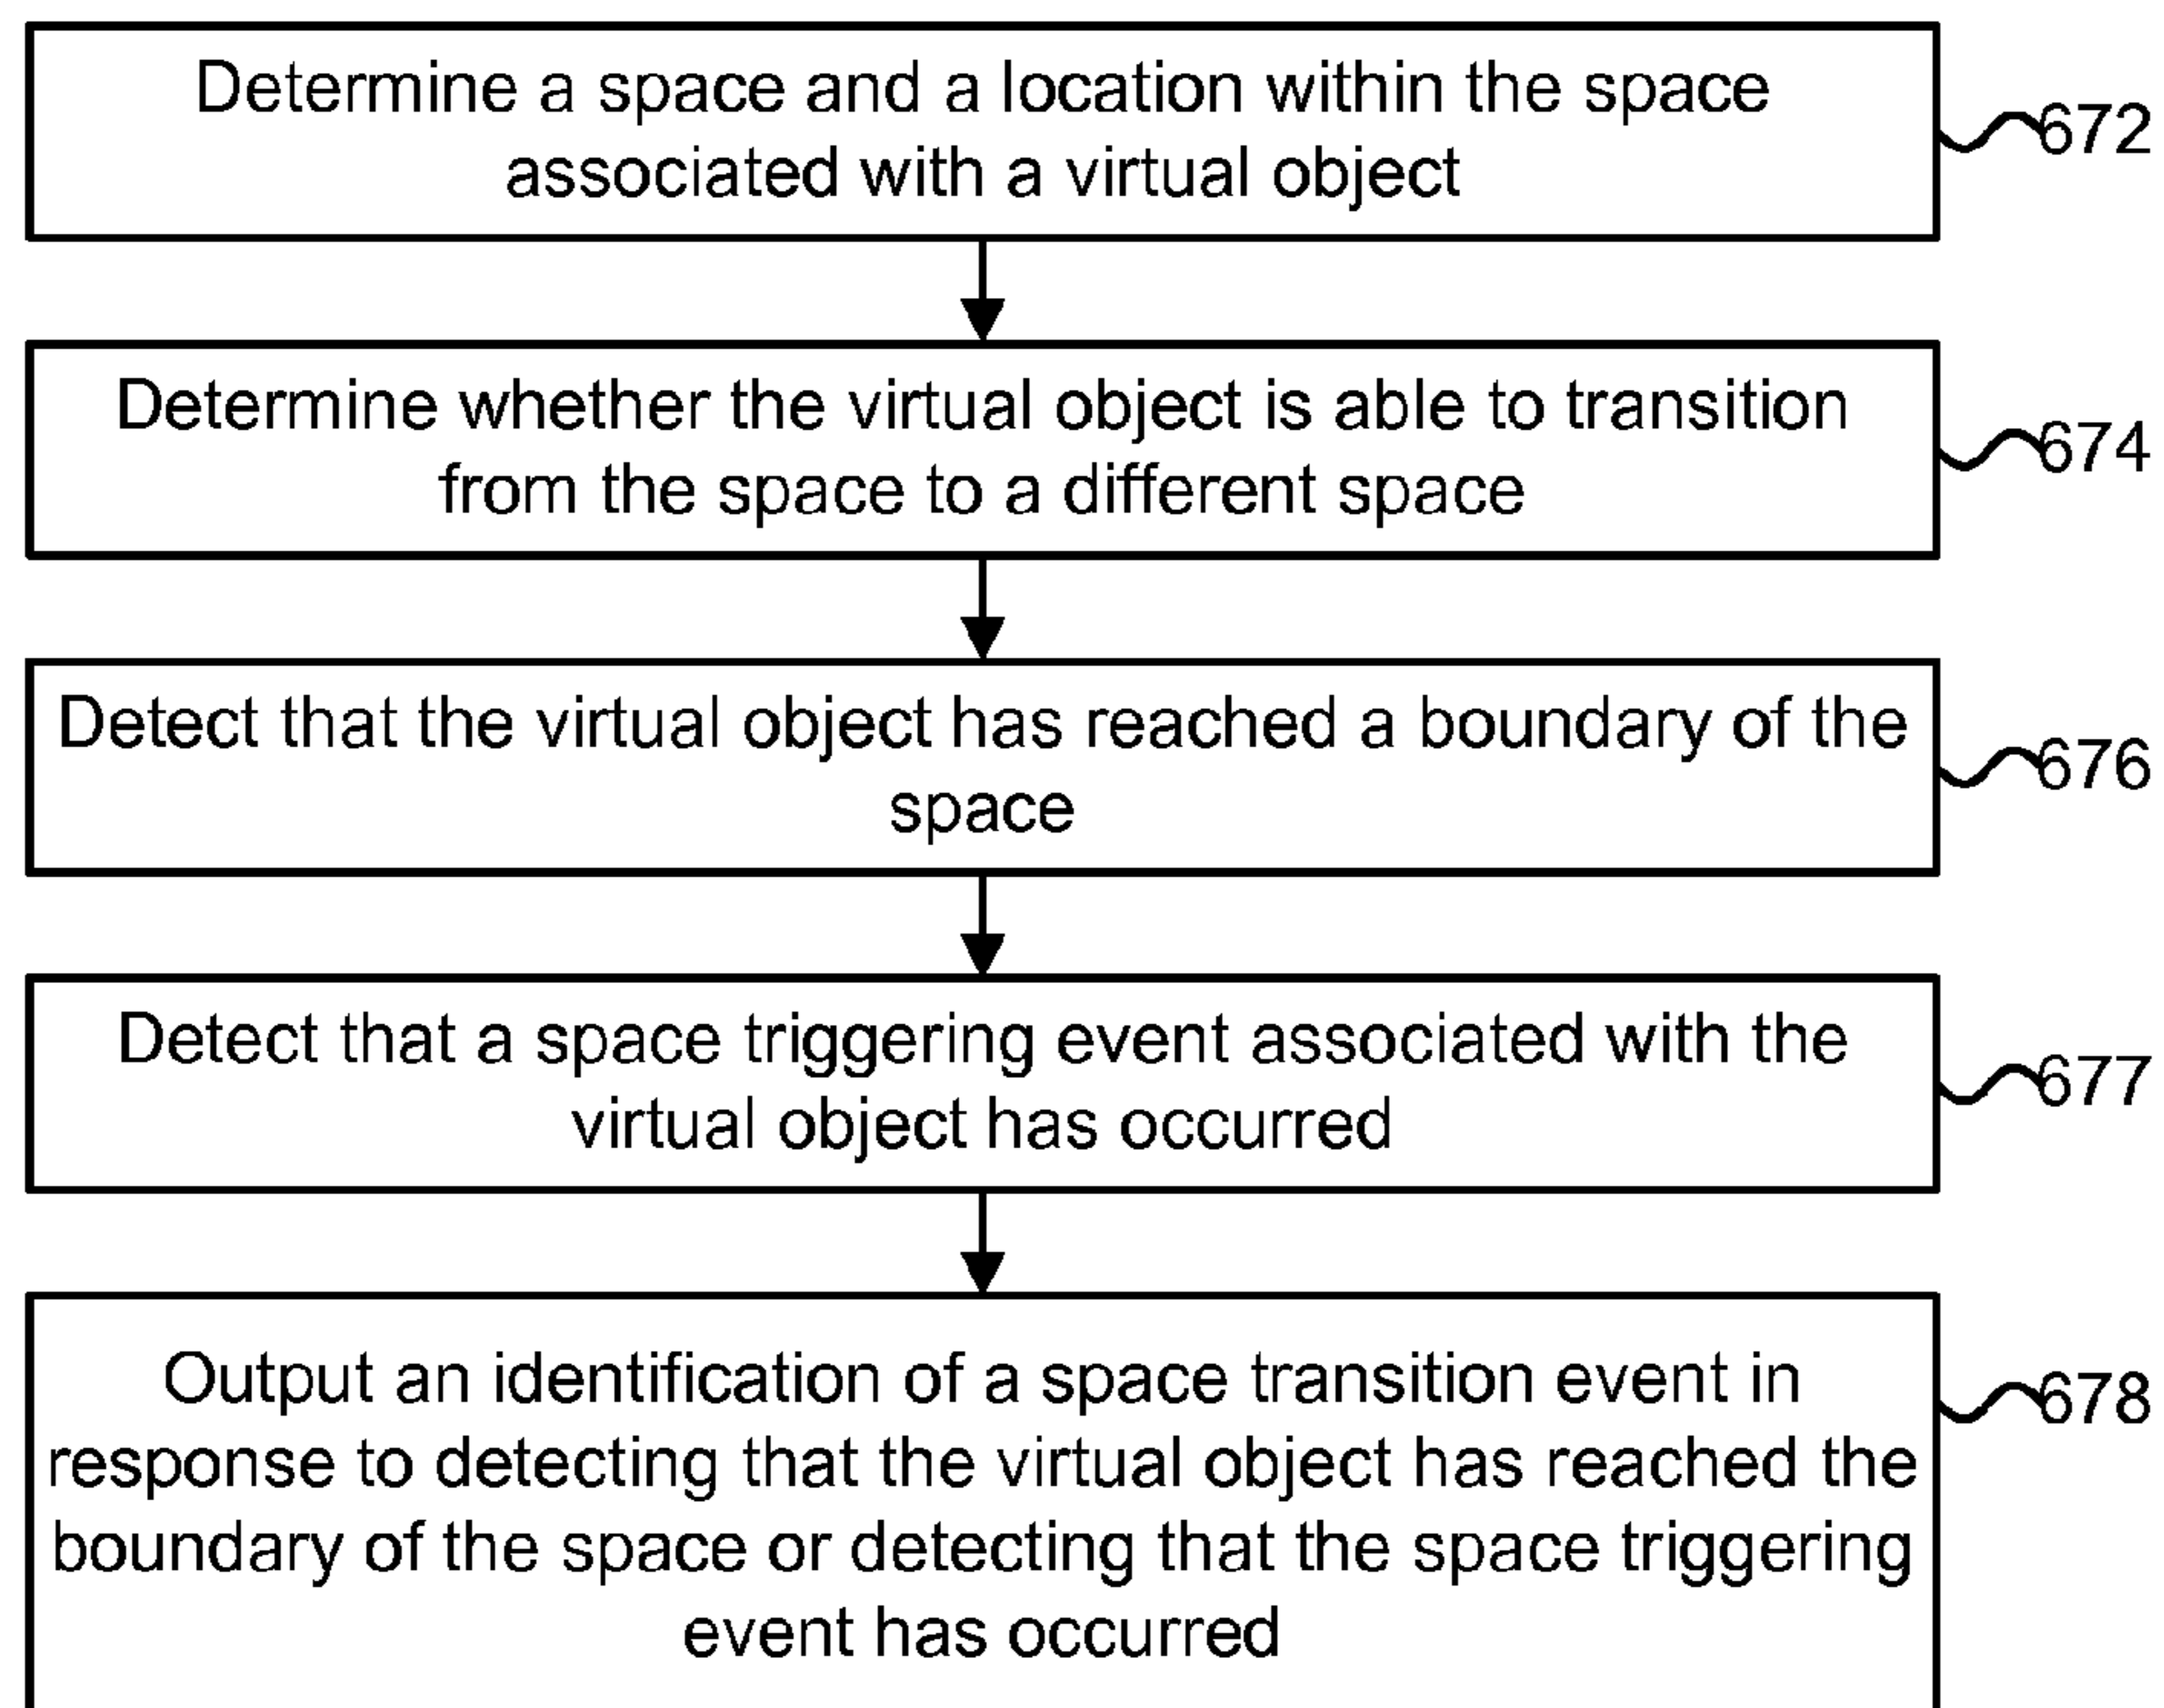 Determine a space and a location within the space
associated with a virtual object
672
Determine whether the virtual object is able to transition
from the space to a different space
674
Detect that the virtual object has reached a boundary of the
space
676
Detect that a space triggering event associated with the
virtual object has occurred
677
Output an identification of a space transition event in
response to detecting that the virtual object has reached the
boundary of the space or detecting that the space triggering
event has occurred
678